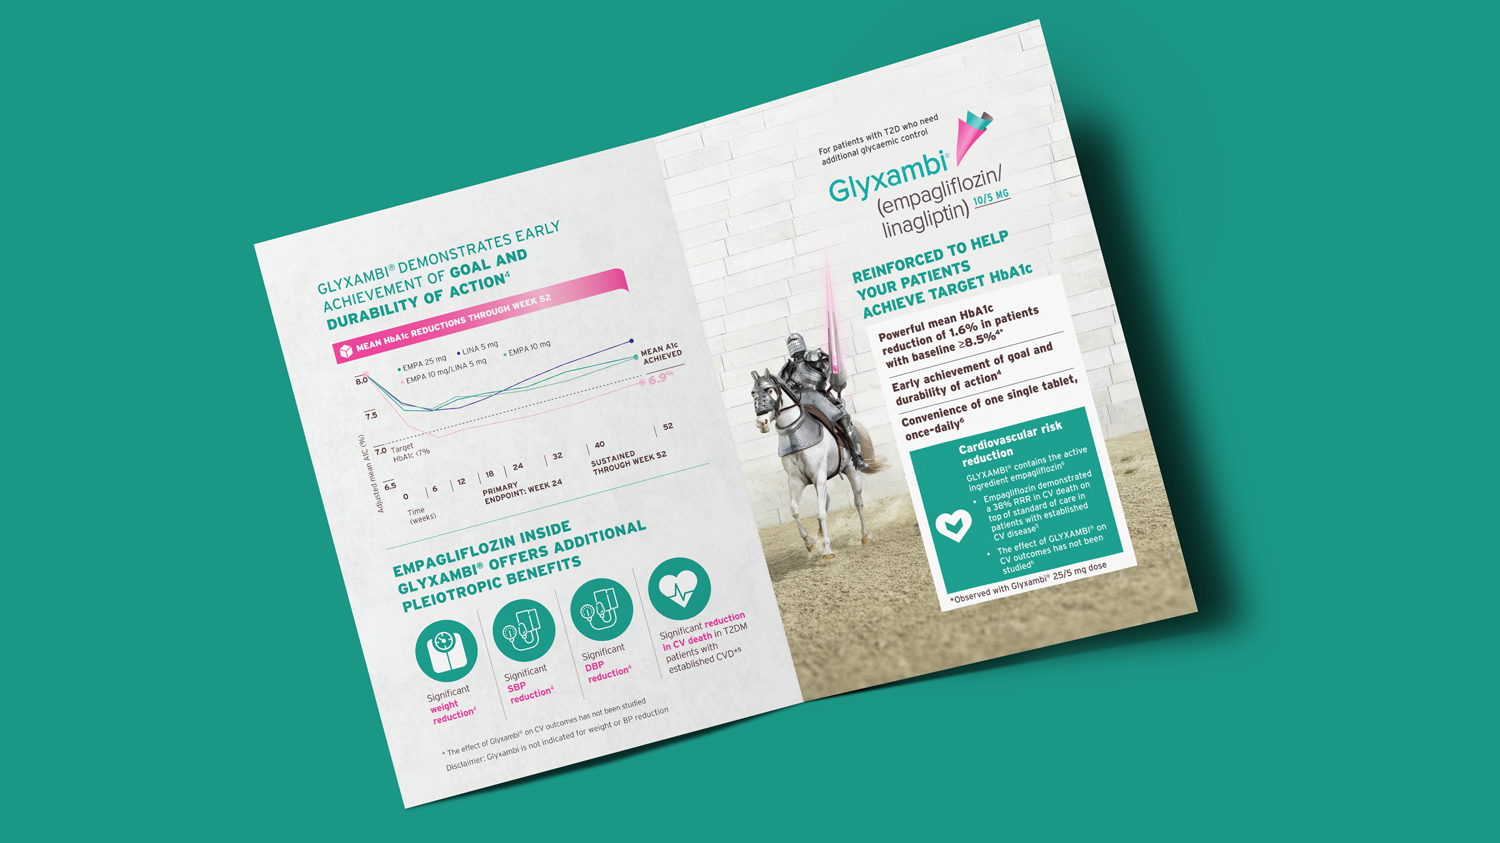 GLYXAMBI® DEMONSTRATES EARLY
ACHIEVEMENT OF GOAL AND
DURABILITY OF ACTION⁴
MEAN HbA1c REDUCTIONS THROUGH WEEK 52
EMPA 25 mg
LINA 5 mg
EMPA 10 mg
EMPA 10 mg/LINA 5 mg
MEAN A1c
ACHIEVED
6.9%
8.0
7.5
7.0
6.5
Adjusted mean A1C (%)
Target
HbA1c <7%
0
6
12
18
24
32
40
52
Time
(weeks)
PRIMARY
ENDPOINT: WEEK 24
SUSTAINED
THROUGH WEEK 52
EMPAGLIFLOZIN INSIDE
GLYXAMBI® OFFERS ADDITIONAL
PLEIOTROPIC BENEFITS
Significant
weight
reduction⁴
Significant
SBP
reduction⁴
Significant
DBP
reduction⁴
Significant reduction
in CV death in T2DM
patients with
established CVD*⁵
* The effect of Glyxambi® on CV outcomes has not been studied
Disclaimer: Glyxambi is not indicated for weight or BP reduction
For patients with T2D who need
additional glycaemic control
Glyxambi®
(empagliflozin/
linagliptin) 10/5 MG
REINFORCED TO HELP
YOUR PATIENTS
ACHIEVE TARGET HbA1c
Powerful mean HbA1c
reduction of 1.6% in patients
with baseline ≥8.5%⁴*
Early achievement of goal and
durability of action⁴
Convenience of one single tablet,
once-daily⁶
Cardiovascular risk
reduction
GLYXAMBI® contains the active
ingredient empagliflozin⁶
• Empagliflozin demonstrated
a 38% RRR in CV death on
top of standard of care in
patients with established
CV disease⁵
• The effect of GLYXAMBI® on
CV outcomes has not been
studied⁶
*Observed with Glyxambi® 25/5 mg dose